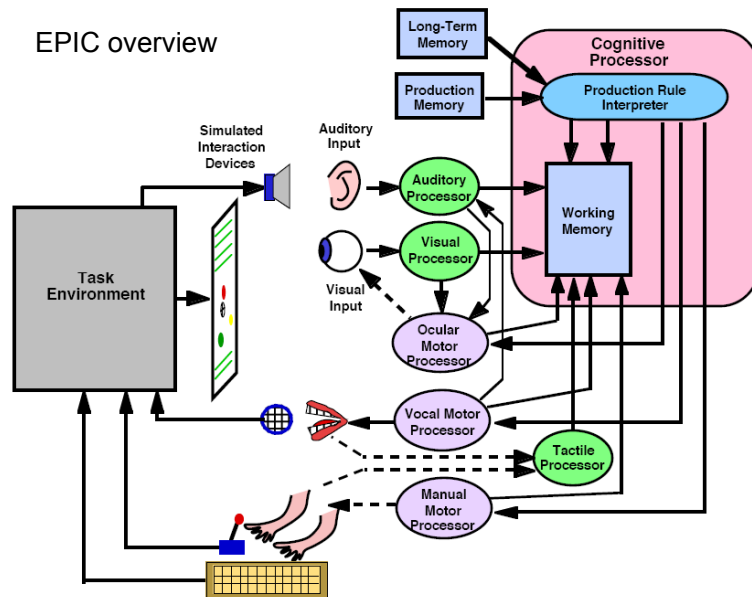 EPIC overview
Long-Term
Memory
Cognitive
Processor
Production
Memory
Production Rule
Interpreter
Simulated
Interaction
Devices
Auditory
Input
Auditory
Processor
Working
Memory
Visual
Processor
Task
Environment
Visual
Input
Ocular
Motor
Processor
Vocal Motor
Processor
Tactile
Processor
Manual
Motor
Processor